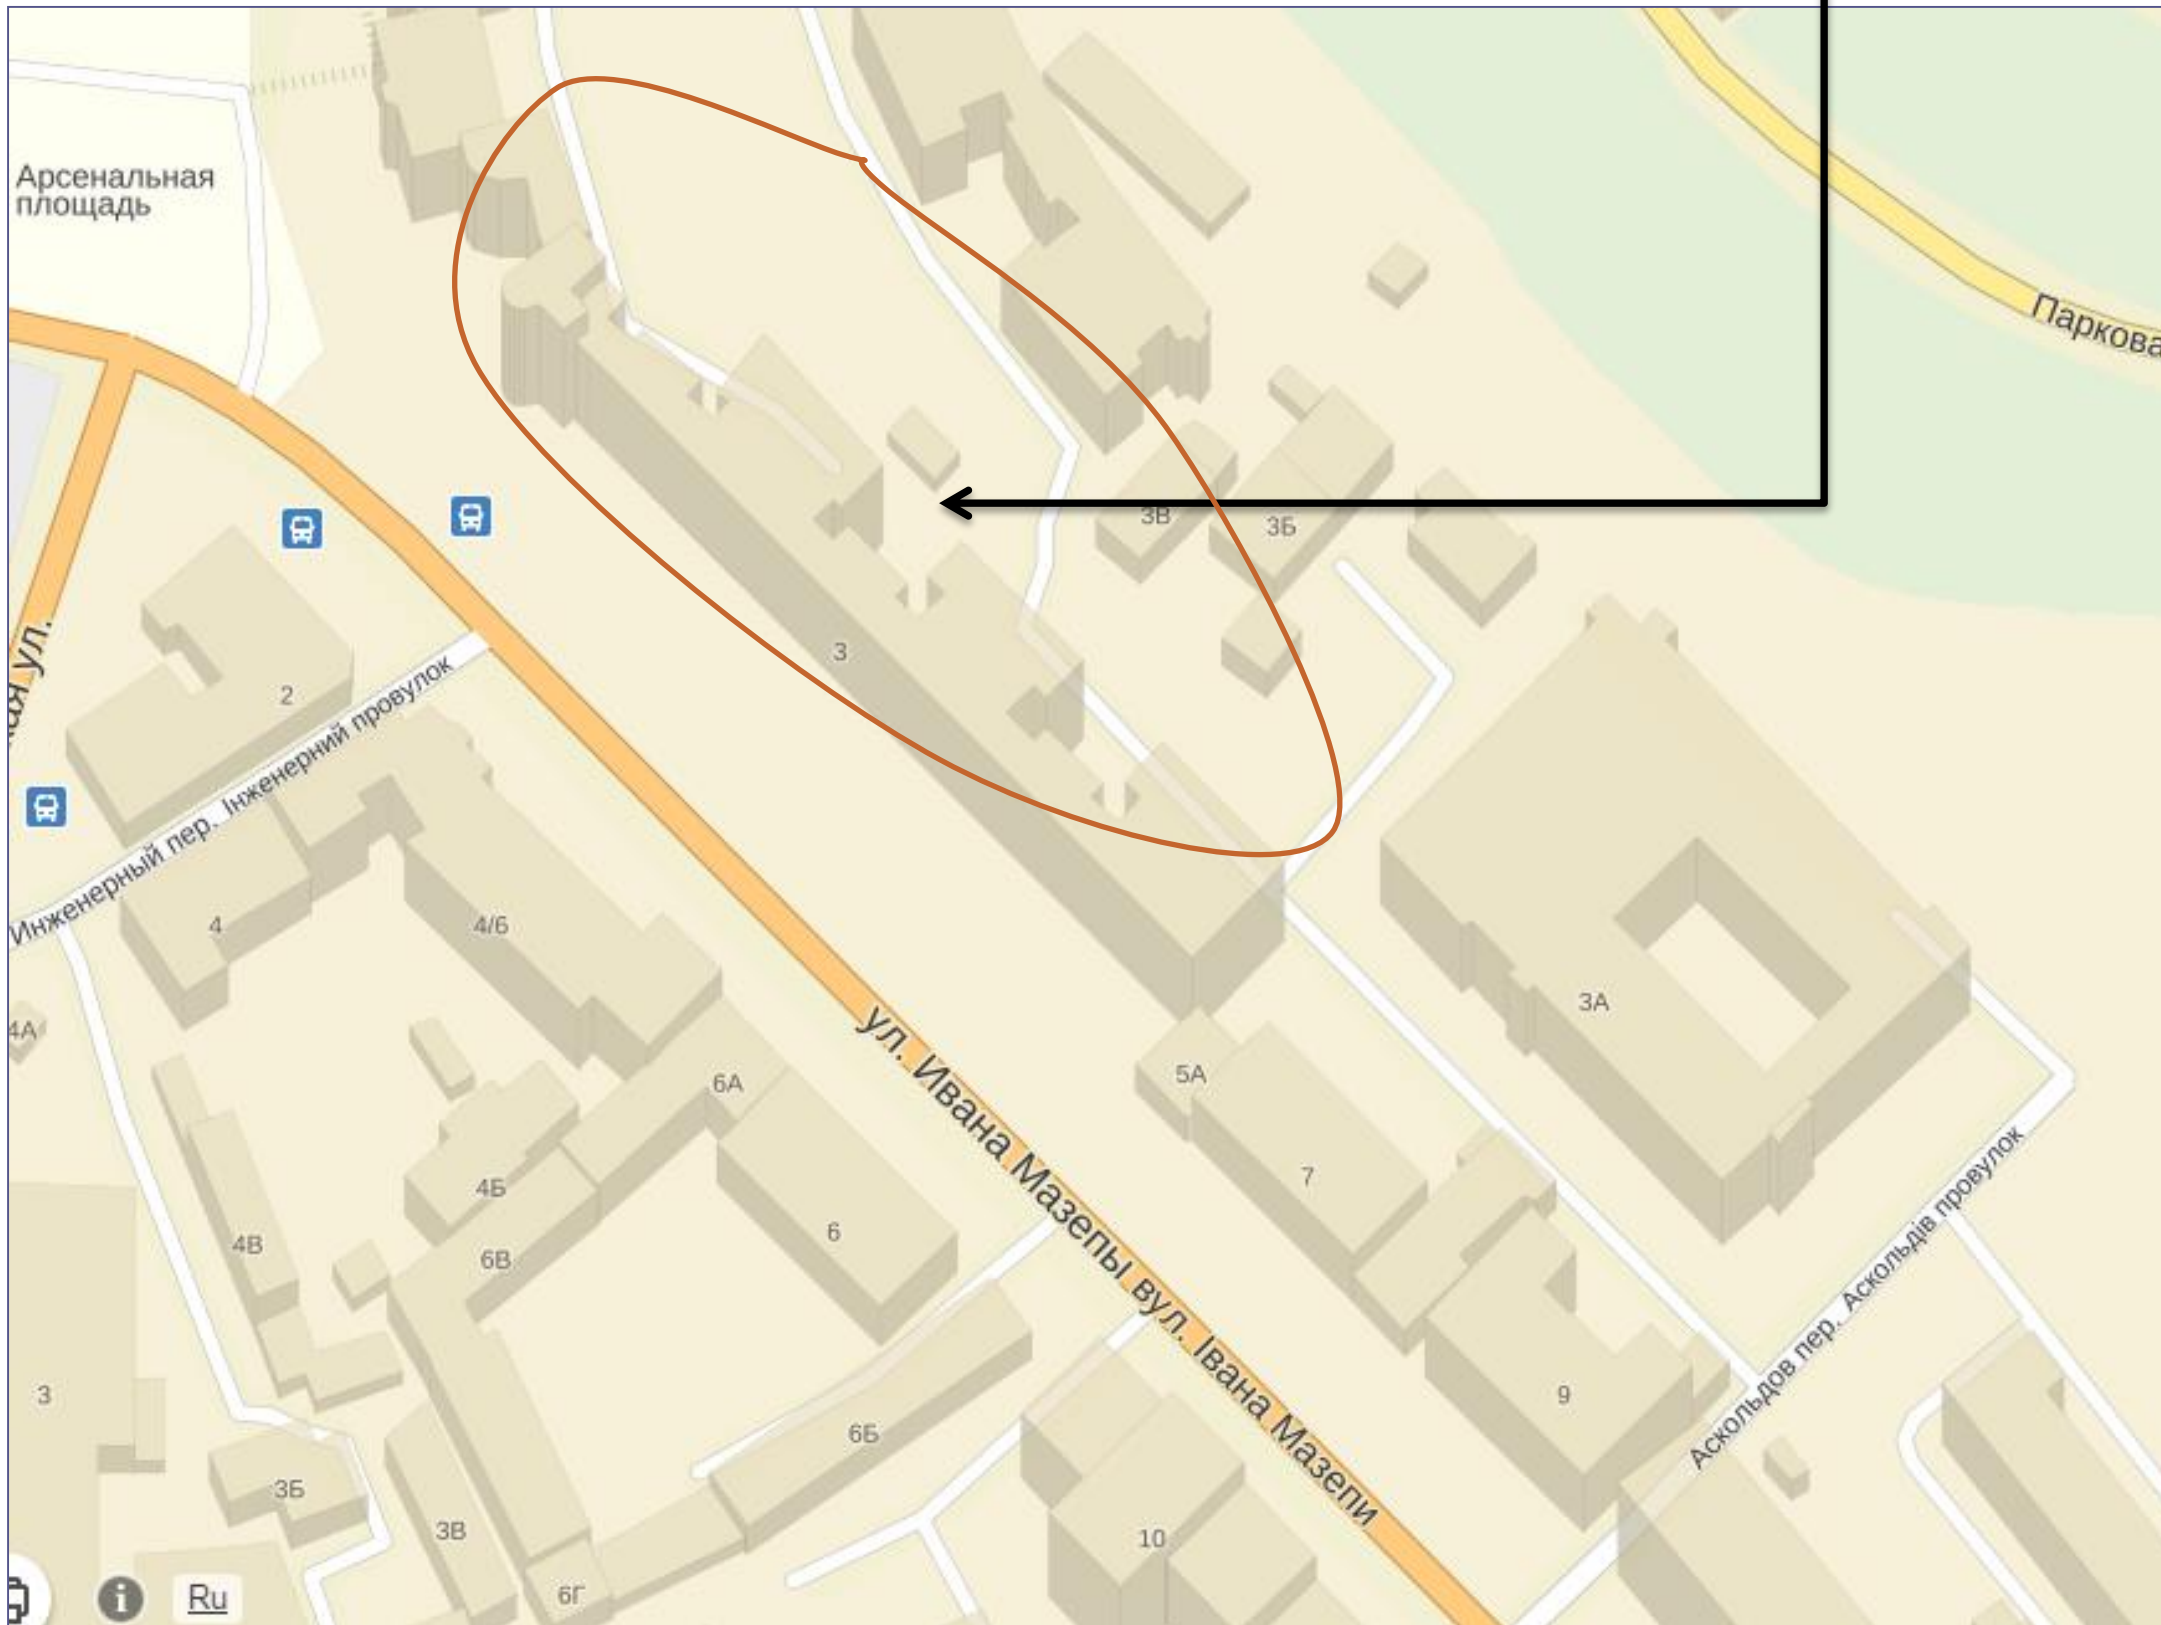 Арсенальная
площадь
Паркова
ая ул.
3В
3Б
3
2
Инженерный пер. Інженерний провулок
4
4/6
4А
3А
5А
6А
7
4Б
4В
6В
6
ул. Ивана Мазепы вул. Івана Мазепи
Аскольдов пер. Аскольдів провулок
3
9
6Б
3Б
3В
10
6Г
i
Ru